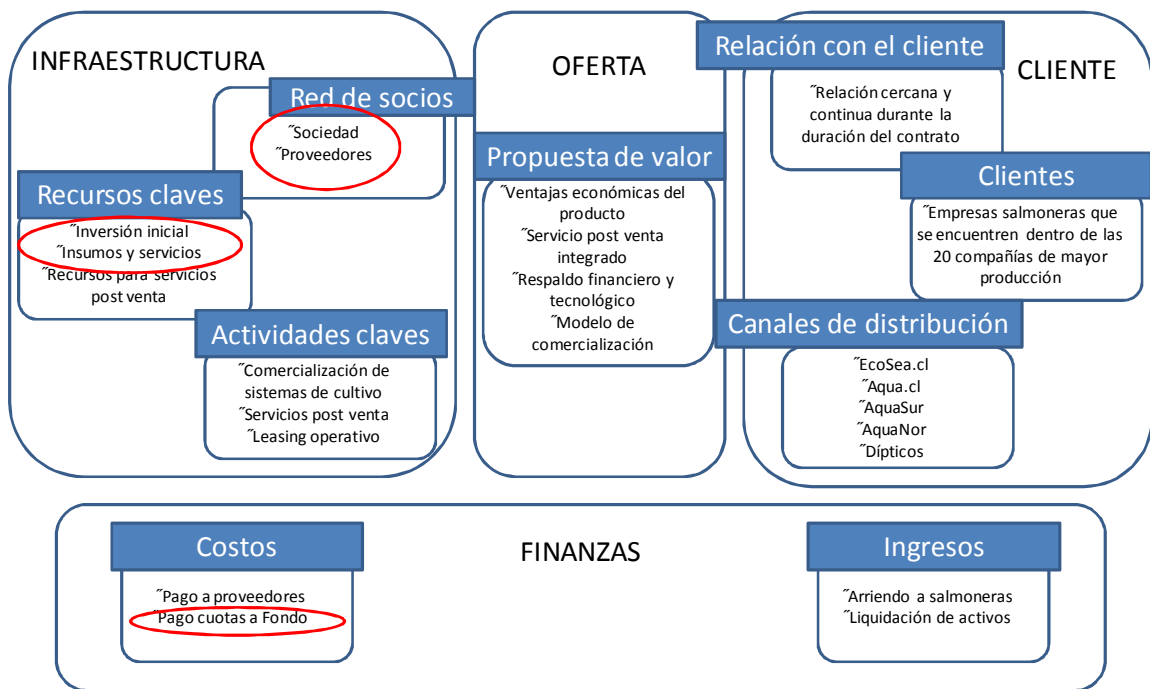 INFRAESTRUCTURA
Red de socios
˝Sociedad
˝Proveedores
Recursos claves
˝Inversión inicial
˝Insumos y servicios
˝Recursos para servicios
post venta
Actividades claves
˝Comercialización de
sistemas de cultivo
˝Servicios post venta
˝Leasing operativo
OFERTA
Propuesta de valor
˝Ventajas económicas del
producto
˝Servicio post venta
integrado
˝Respaldo financiero y
tecnológico
˝Modelo de
comercialización
Relación con el cliente
CLIENTE
˝Relación cercana y
continua durante la
duración del contrato
Clientes
˝Empresas salmoneras que
se encuentren dentro de las
20 compañías de mayor
producción
Canales de distribución
˝EcoSea.cl
˝Aqua.cl
˝AquaSur
˝AquaNor
˝Dípticos
FINANZAS
Costos
˝Pago a proveedores
˝Pago cuotas a Fondo
Ingresos
˝Arriendo a salmoneras
˝Liquidación de activos